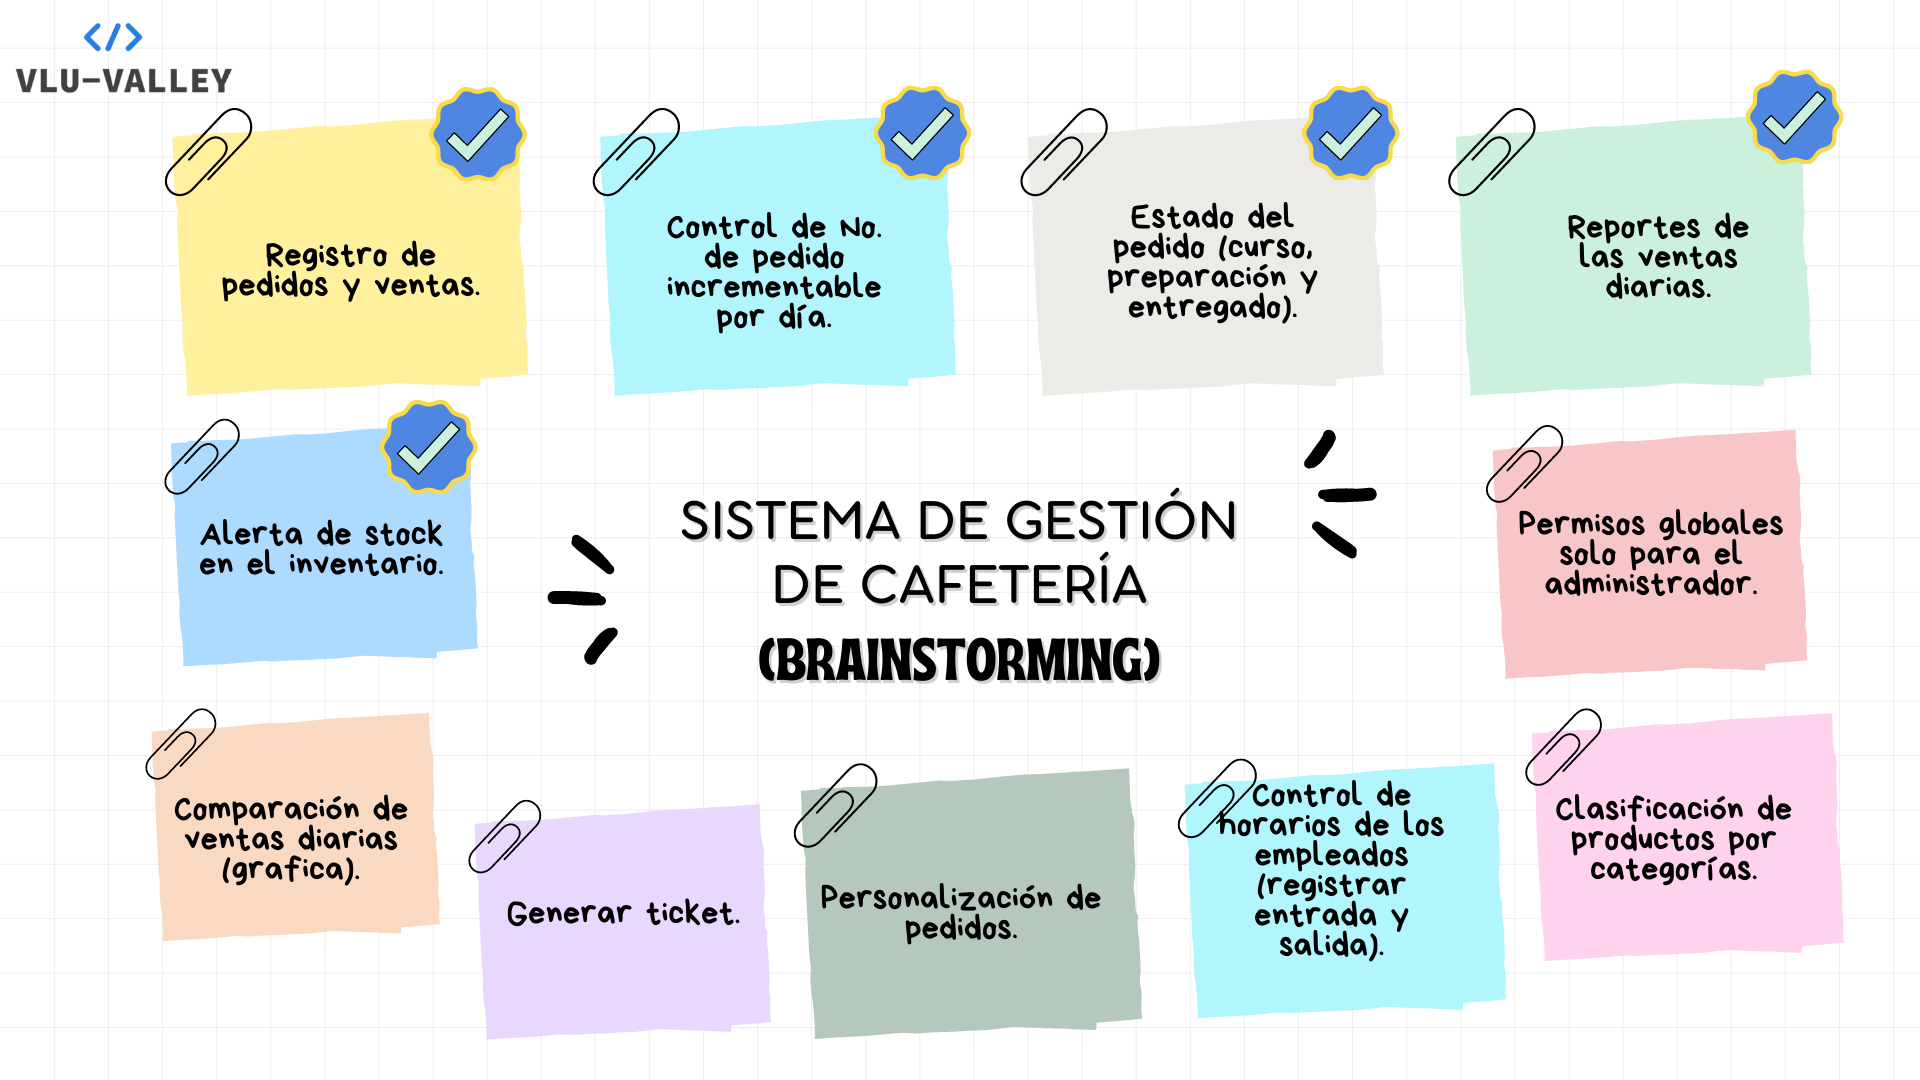 </>
VLU-VALLEY
Registro de
pedidos y ventas.
Control de No.
de pedido
incrementable
por día.
Estado del
pedido (curso,
preparación y
entregado).
Reportes de
las ventas
diarias.
Alerta de stock
en el inventario.
SISTEMA DE GESTIÓN
DE CAFETERÍA
(BRAINSTORMING)
Permisos globales
solo para el
administrador.
Comparación de
ventas diarias
(grafica).
Generar ticket.
Personalización de
pedidos.
Control de
horarios de los
empleados
(registrar
entrada y
salida).
Clasificación de
productos por
categorías.